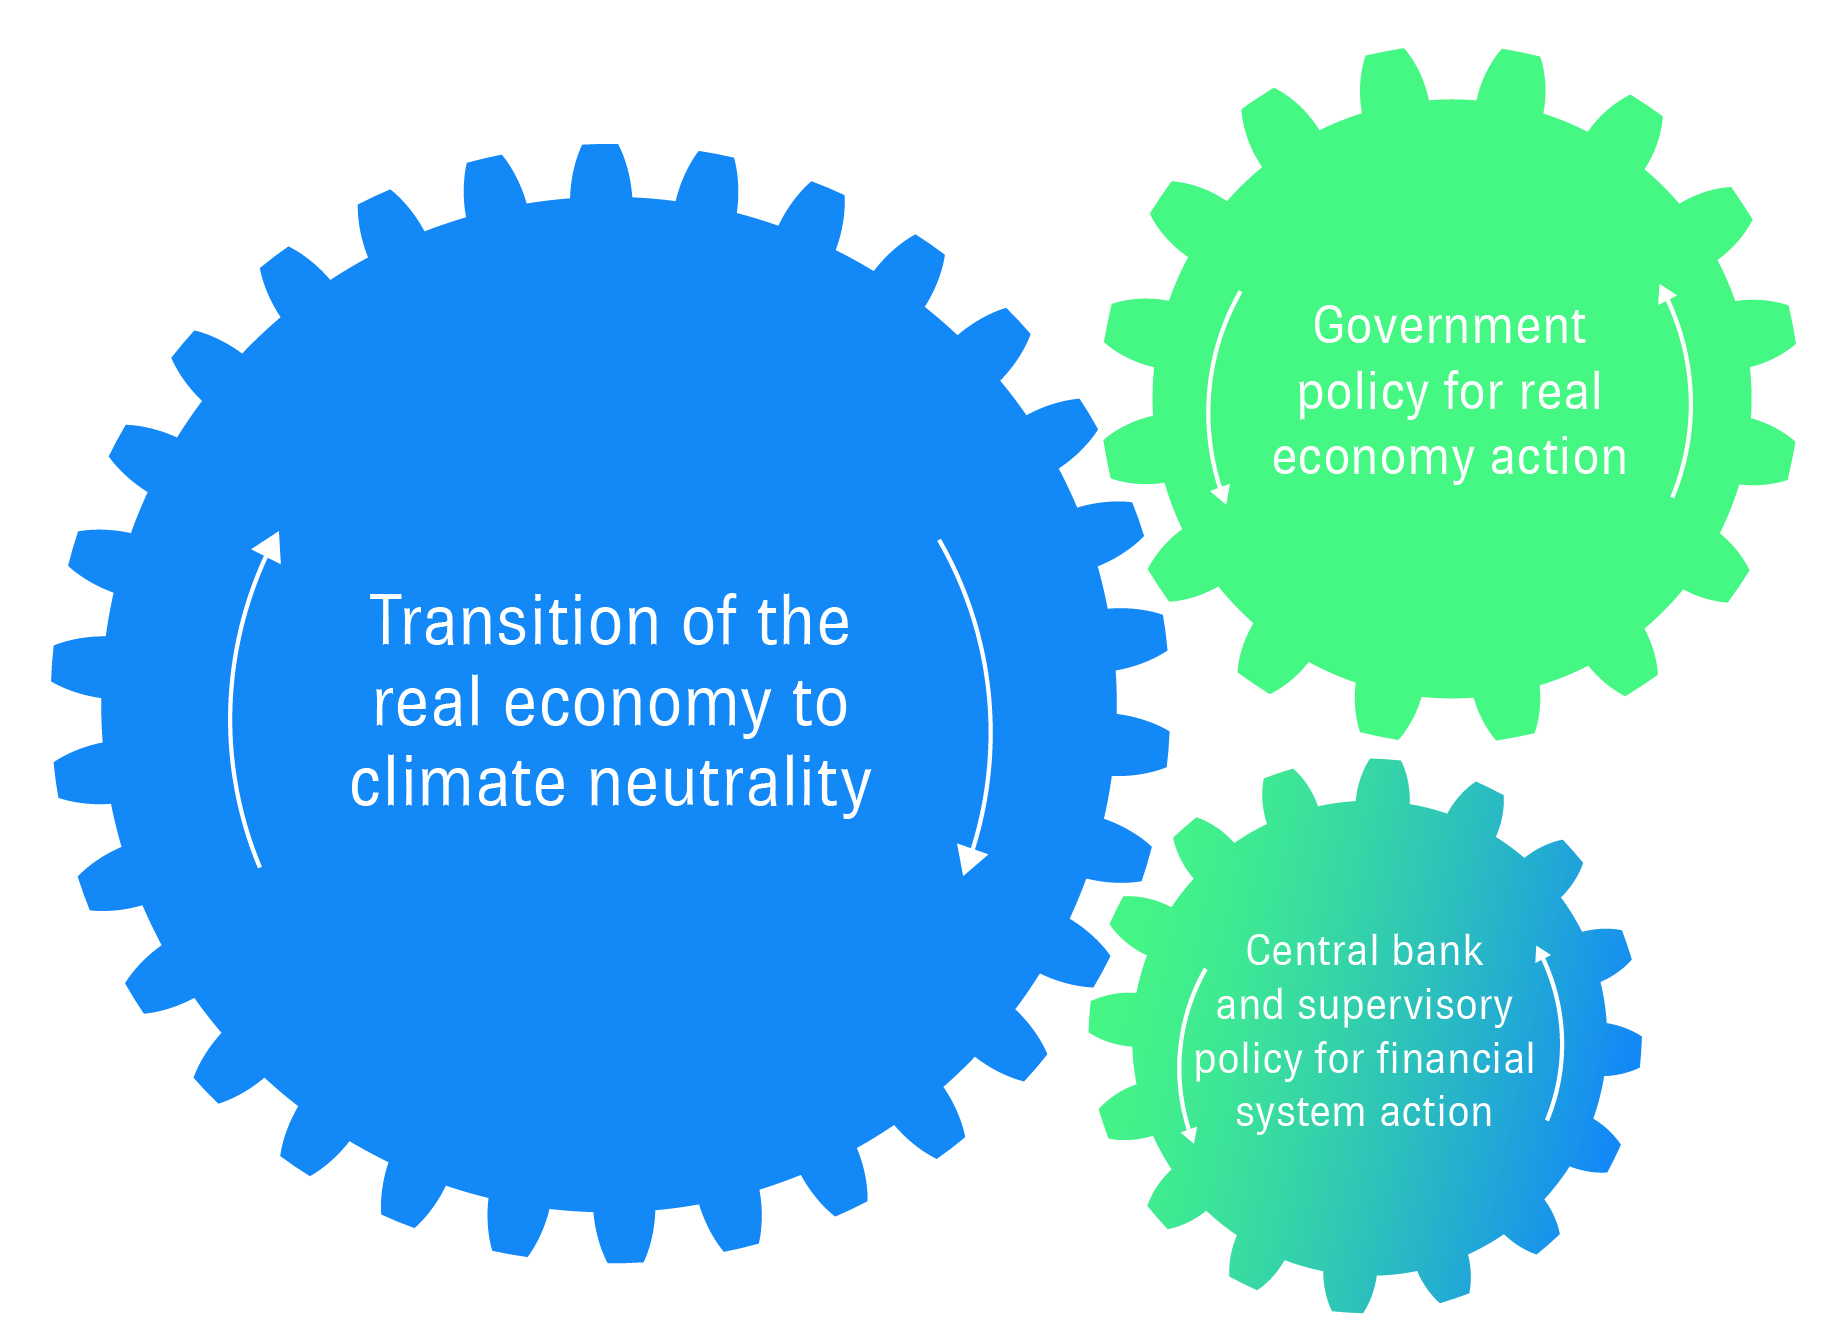 Transition of the
real economy to
climate neutrality
Government
policy for real
economy action
Central bank
and supervisory
policy for financial
system action